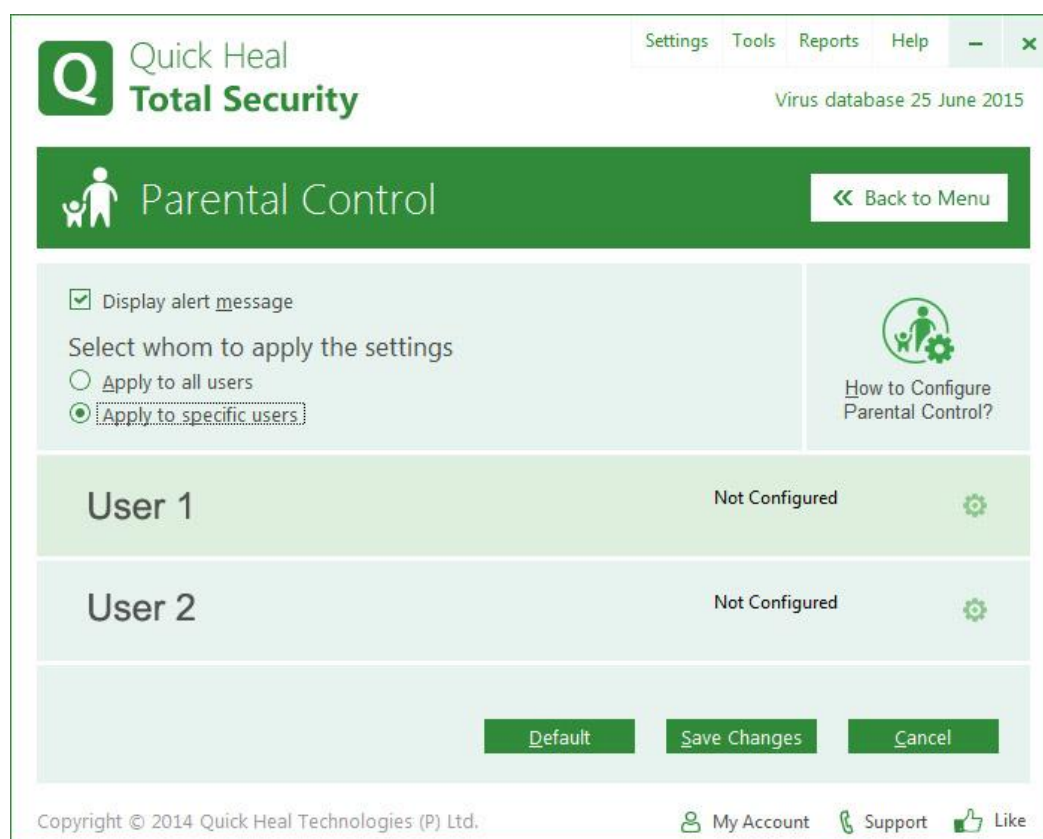 Settings Tools Reports Help
Q Quick Heal
Total Security
Virus database 25 June 2015
Parental Control
Back to Menu
Display alert message
Select whom to apply the settings
Apply to all users
Apply to specific users
How to Configure
Parental Control?
User 1 Not Configured
User 2 Not Configured
Default Save Changes Cancel
Copyright © 2014 Quick Heal Technologies (P) Ltd. My Account Support Like